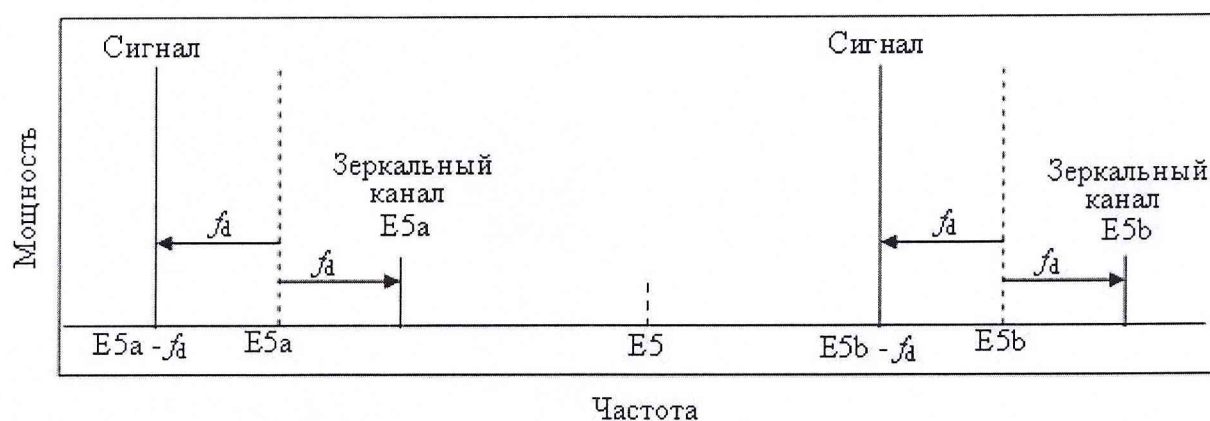 Сигнал
Сигнал
Зеркальный
канал
E5a
Зеркальный
канал
E5b
Мощность
fd
fd
fd
fd
E5a - fd
E5a
E5
E5b - fd
E5b
Частота